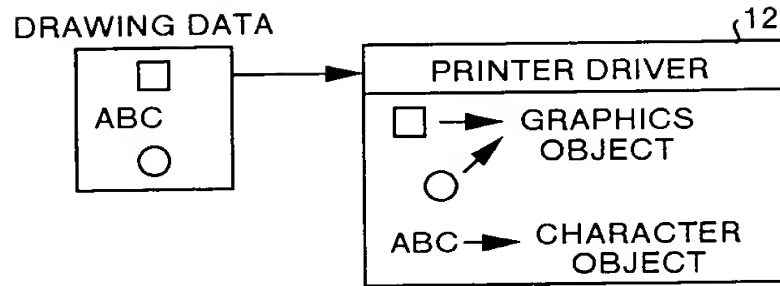 DRAWING DATA
ABC
12
PRINTER DRIVER
GRAPHICS
OBJECT
ABC
CHARACTER
OBJECT